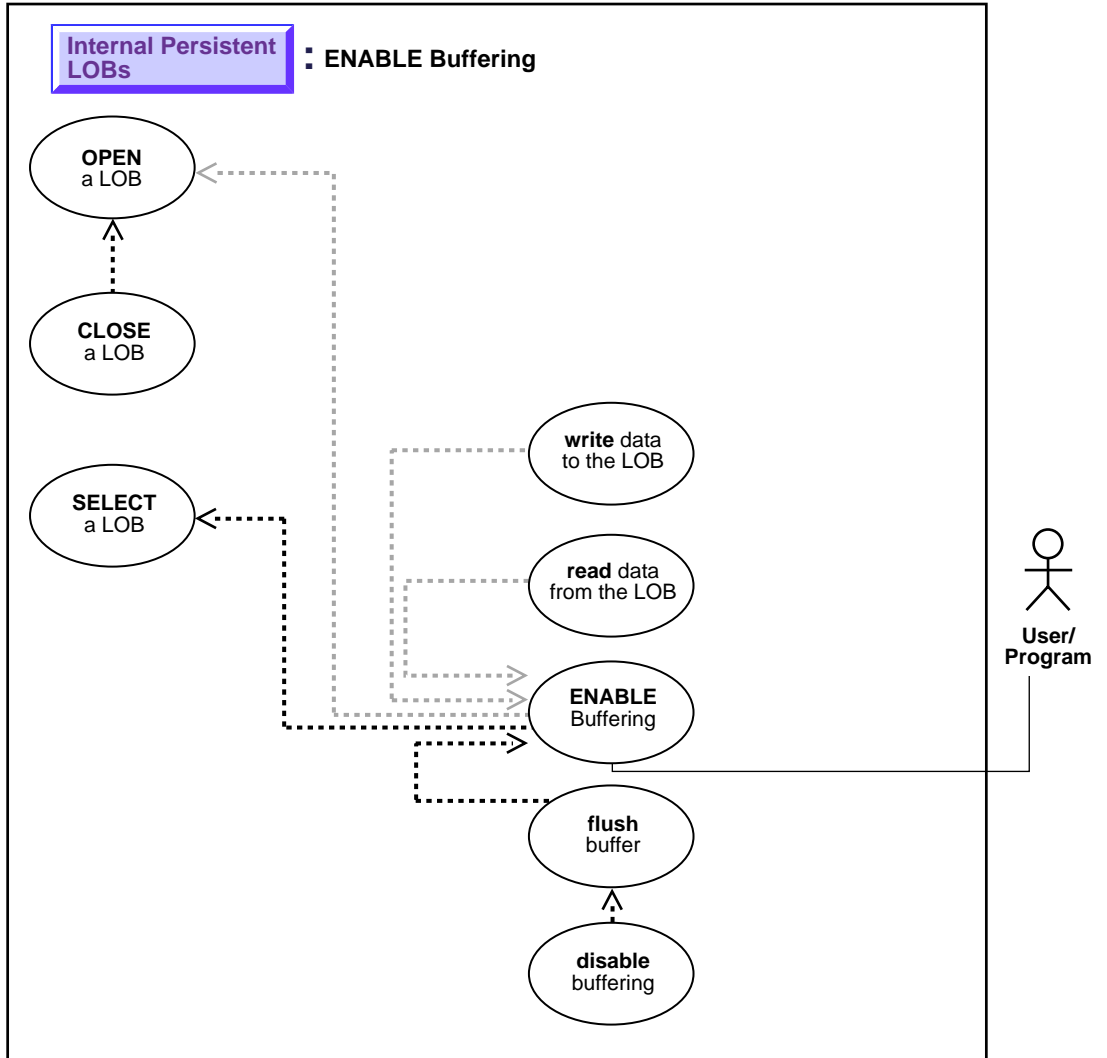 Internal Persistent
LOBs
: ENABLE Buffering
OPEN
a LOB
CLOSE
a LOB
SELECT
a LOB
write data
to the LOB
read data
from the LOB
ENABLE
Buffering
flush
buffer
disable
buffering
User/
Program